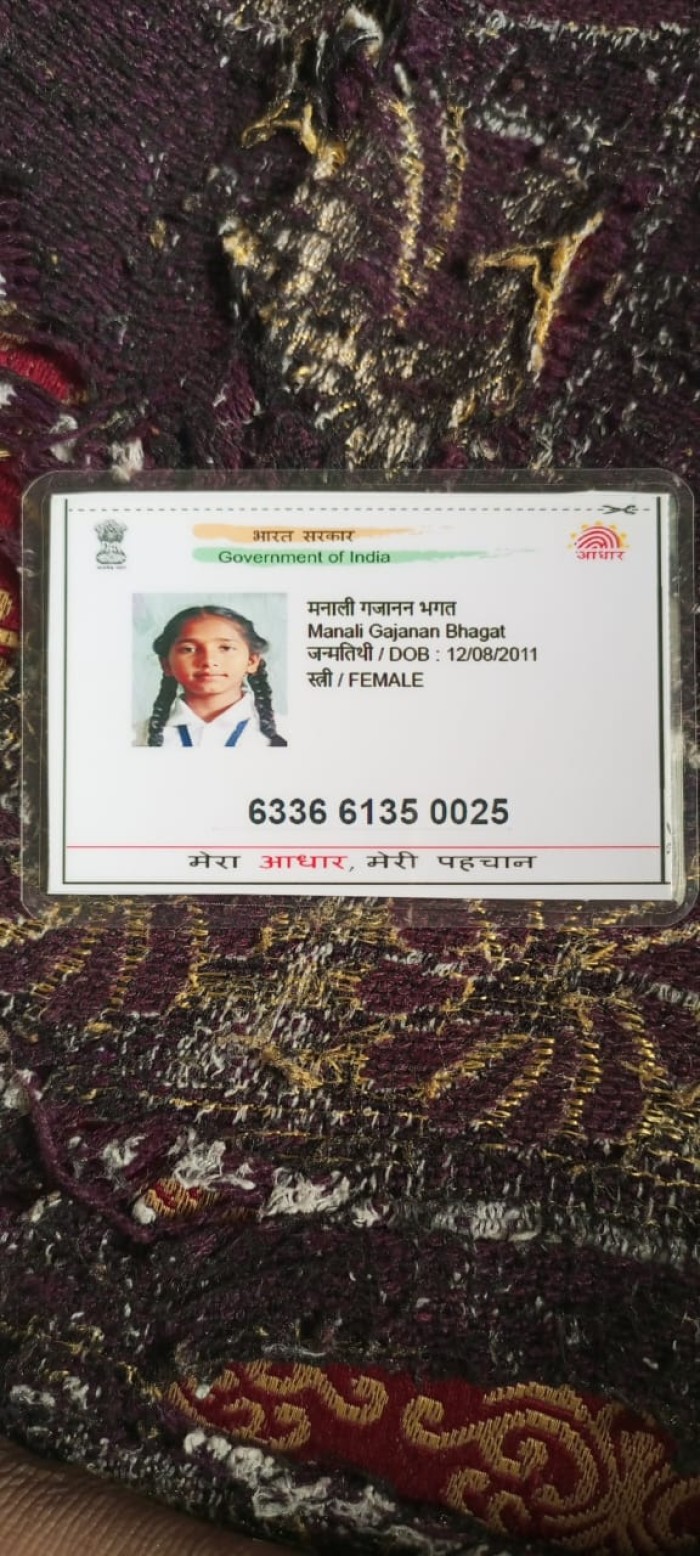 भारत सरकार
Government of India
आधार
मनाली गजानन भगत
Manali Gajanan Bhagat
जन्मतिथी / DOB : 12/08/2011
स्त्री / FEMALE
6336 6135 0025
मेरा आधार, मेरी पहचान